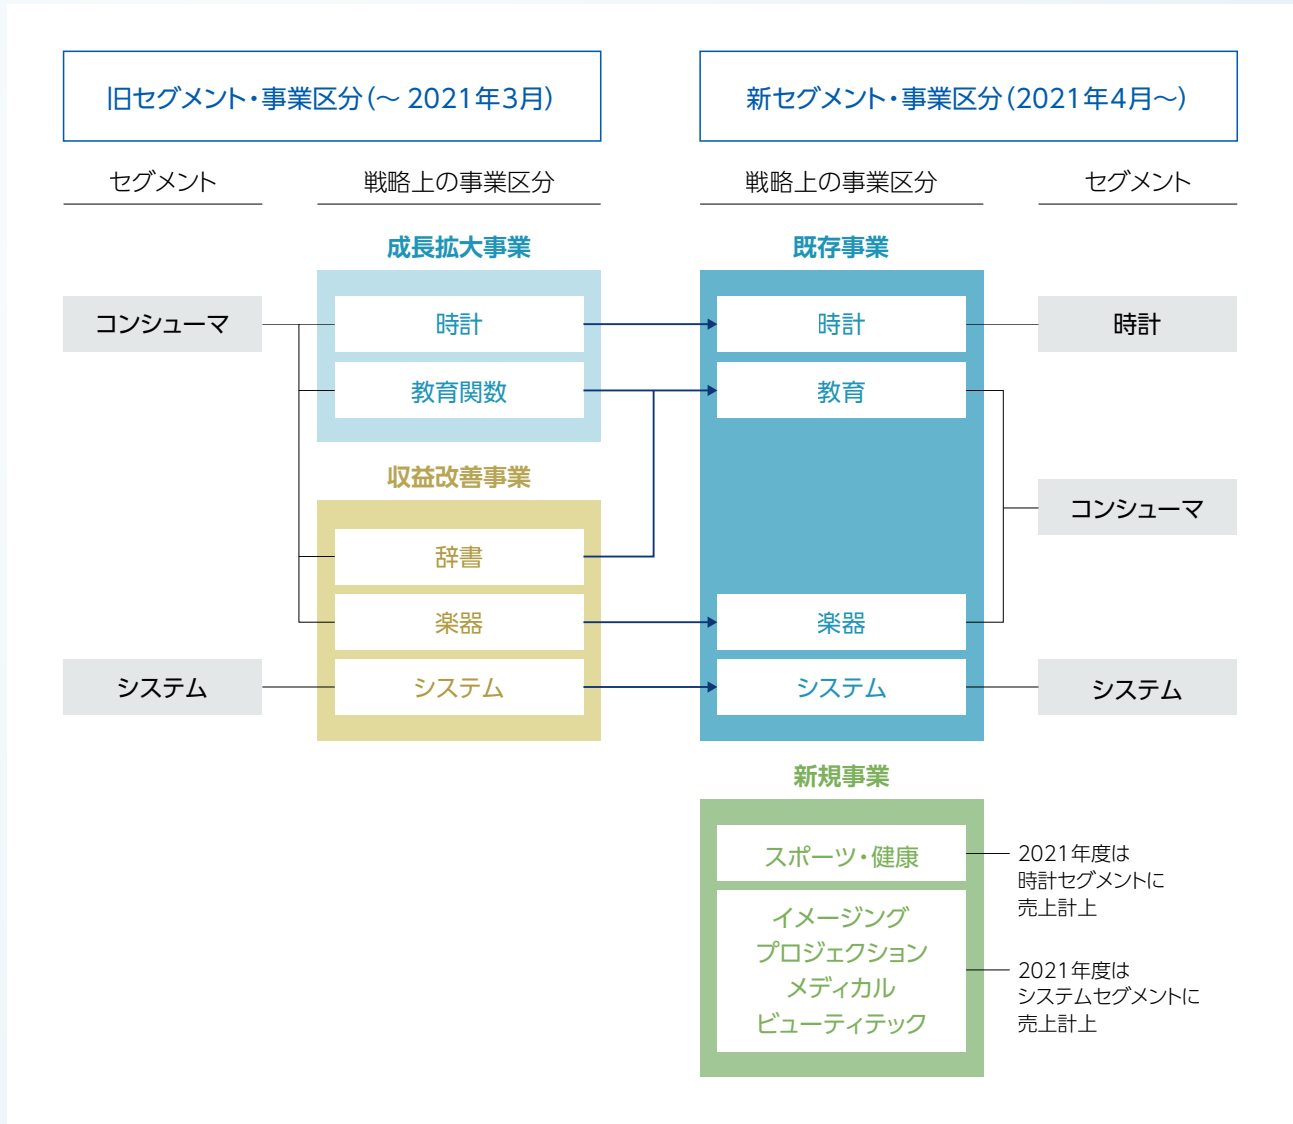 旧セグメント・事業区分(～ 2021年3月)
新セグメント・事業区分(2021年4月～)
セグメント
戦略上の事業区分
戦略上の事業区分
セグメント
成長拡大事業
既存事業
コンシューマ
時計
時計
時計
教育関数
教育
収益改善事業
コンシューマ
辞書
楽器
楽器
システム
システム
システム
システム
新規事業
スポーツ・健康
2021年度は
時計セグメントに
売上計上
イメージング
プロジェクション
メディカル
ビューティテック
2021年度は
システムセグメントに
売上計上